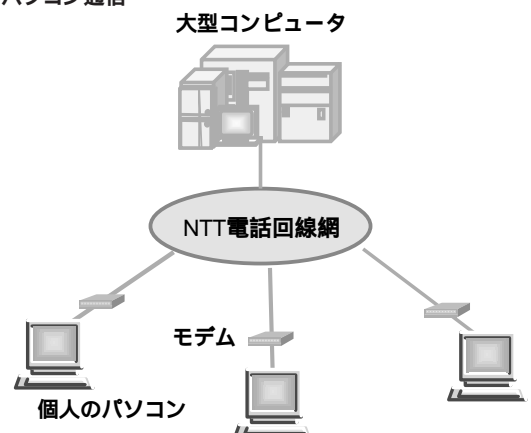 パソコン通信
大型コンピュータ
NTT電話回線網
モデム
個人のパソコン